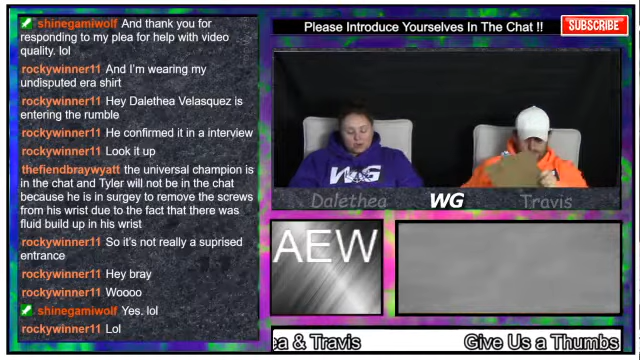 shinegamiwolf And thank you for
responding to my plea for help with video
quality. lol
rockywinner11 And I'm wearing my
undisputed era shirt
rockywinner11 Hey Dalethea Velasquez is
entering the rumble
rockywinner11 He confirmed it in a interview
rockywinner11 Look it up
thefiendbraywyatt the universal champion is
in the chat and Tyler will not be in the chat
because he is in surgey to remove the screws
from his wrist due to the fact that there was
fluid build up in his wrist
rockywinner11 So it's not really a suprised
entrance
rockywinner11 Hey bray
rockywinner11 Woooo
shinegamiwolf Yes. lol
rockywinner11 Lol
Please Introduce Yourselves In The Chat !!
SUBSCRIBE
WG
Dalethea WG Travis
AEW
ea & Travis Give Us a Thumbs